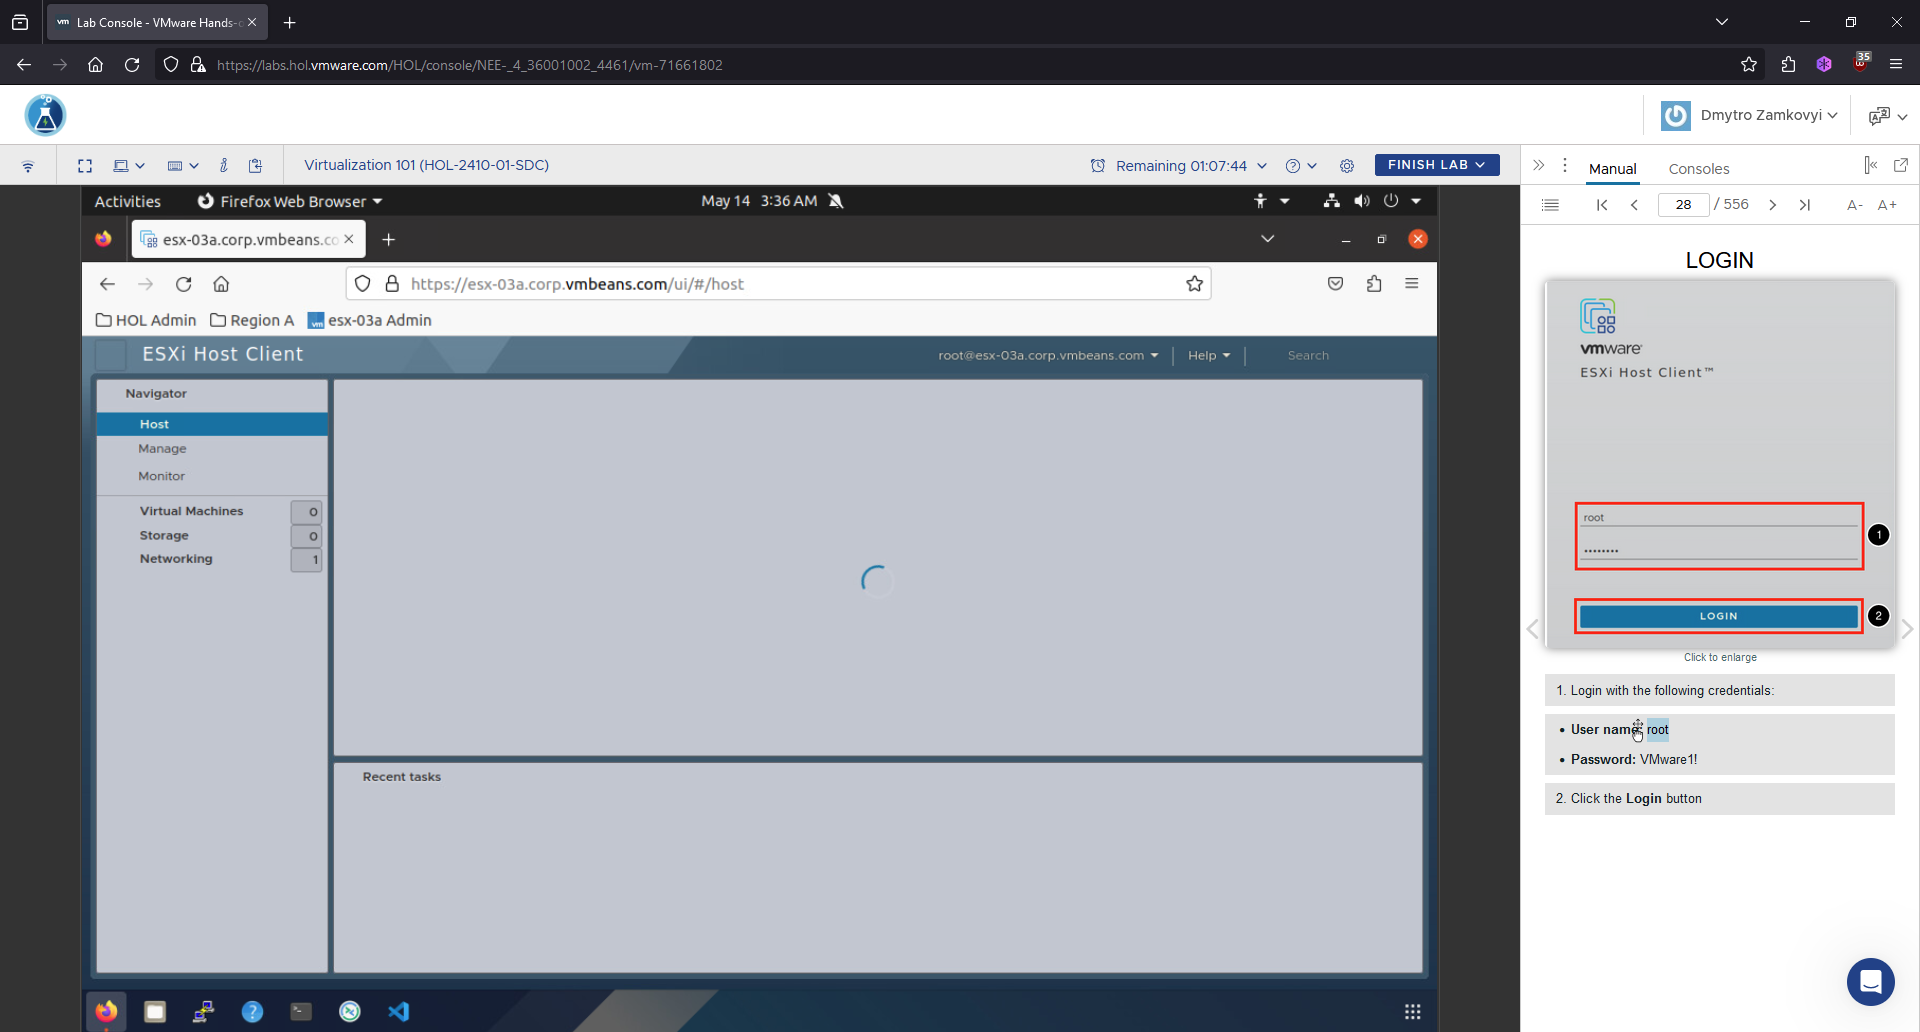 Lab Console - VMware Hands-
https://labs.hol.vmware.com/HOL/console/NEE-_4_36001002_4461/vm-71661802
35
Dmytro Zamkovyi
Virtualization 101 (HOL-2410-01-SDC)
Remaining 01:07:44
FINISH LAB
Manual
Consoles
28 / 556
A-
A+
Activities
Firefox Web Browser
May 14 3:36 AM
esx-03a.corp.vmbeans.co
https://esx-03a.corp.vmbeans.com/ui/#/host
HOL Admin
Region A
vm
esx-03a Admin
ESXi Host Client
root@esx-03a.corp.vmbeans.com
Help
Search
Navigator
Host
Manage
Monitor
Virtual Machines 0
Storage 0
Networking 1
Recent tasks
LOGIN
vmware
ESXi Host Client™
root
••••••••
1
LOGIN
2
Click to enlarge
1. Login with the following credentials:
• User name: root
• Password: VMware1!
2. Click the Login button